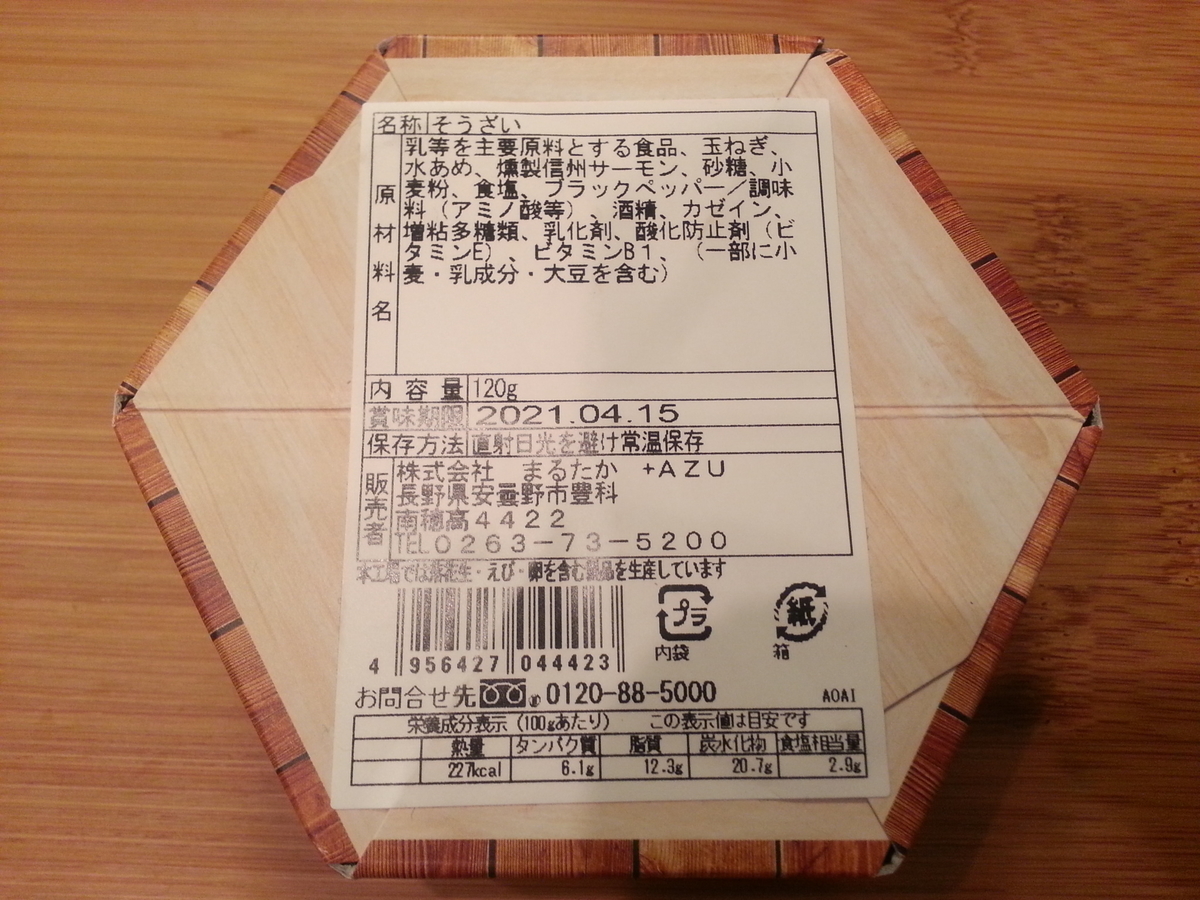 名称 そうざい
原材料名
乳等を主要原料とする食品、玉ねぎ、
水あめ、燻製信州サーモン、砂糖、小
麦粉、食塩、ブラックペッパー／調味
料（アミノ酸等）、酒精、カゼイン、
増粘多糖類、乳化剤、酸化防止剤（ビ
タミンE）、ビタミンB1、（一部に小
麦・乳成分・大豆を含む）
内容量 120g
賞味期限 2021.04.15
保存方法 直射日光を避け常温保存
販売者
株式会社 まるたか +AZU
長野県安曇野市豊科
南穂高4422
TEL0263-73-5200
本工場では落花生・えび・卵を含む製品を生産しています
プラ 紙
内袋 箱
4 956427 044423
お問合せ先 0120-88-5000 AOAI
栄養成分表示（100gあたり） この表示値は目安です
熱量 タンパク質 脂質 炭水化物 食塩相当量
227kcal 6.1g 12.3g 20.7g 2.9g